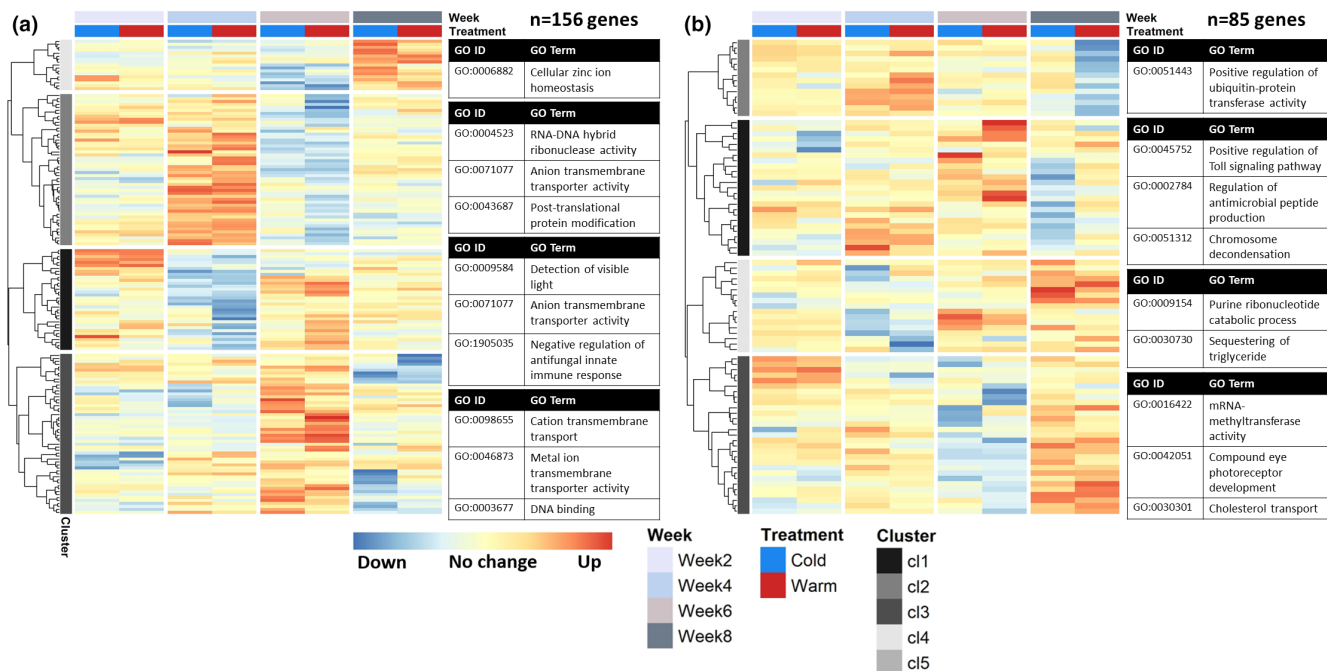 (a)
Week
Treatment
n=156 genes
GO ID GO Term
GO:0006882 Cellular zinc ion
homeostasis
GO ID GO Term
GO:0004523 RNA-DNA hybrid
ribonuclease activity
GO:0071077 Anion transmembrane
transporter activity
GO:0043687 Post-translational
protein modification
GO ID GO Term
GO:0009584 Detection of visible
light
GO:0071077 Anion transmembrane
transporter activity
GO:1905035 Negative regulation of
antifungal innate
immune response
GO ID GO Term
GO:0098655 Cation transmembrane
transport
GO:0046873 Metal ion
transmembrane
transporter activity
GO:0003677 DNA binding
Cluster
(b)
Week
Treatment
n=85 genes
GO ID GO Term
GO:0051443 Positive regulation of
ubiquitin-protein
transferase activity
GO ID GO Term
GO:0045752 Positive regulation of
Toll signaling pathway
GO:0002784 Regulation of
antimicrobial peptide
production
GO:0051312 Chromosome
decondensation
GO ID GO Term
GO:0009154 Purine ribonucleotide
catabolic process
GO:0030730 Sequestering of
triglyceride
GO ID GO Term
GO:0016422 mRNA-
methyltransferase
activity
GO:0042051 Compound eye
photoreceptor
development
GO:0030301 Cholesterol transport
Down No change Up
Week
Week2
Week4
Week6
Week8
Treatment
Cold
Warm
Cluster
cl1
cl2
cl3
cl4
cl5